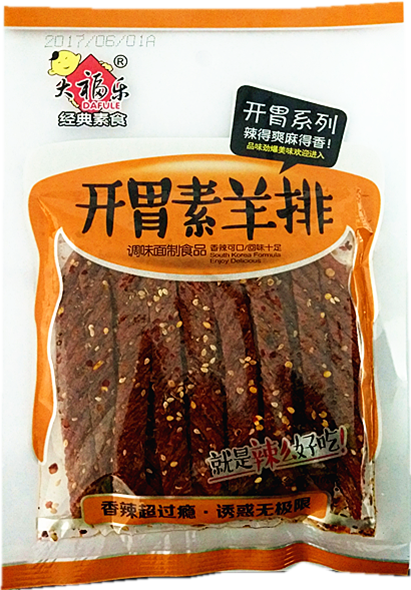 2017/06/01A
大福乐
®
DAFULE
经典素食
开胃系列
辣得爽麻得香!
品味劲爆美味欢迎进入
开胃素羊排
调味面制食品
香辣可口/回味十足
South Korea Formula
Enjoy Delicious
就是辣么好吃!
香辣超过瘾·诱惑无极限